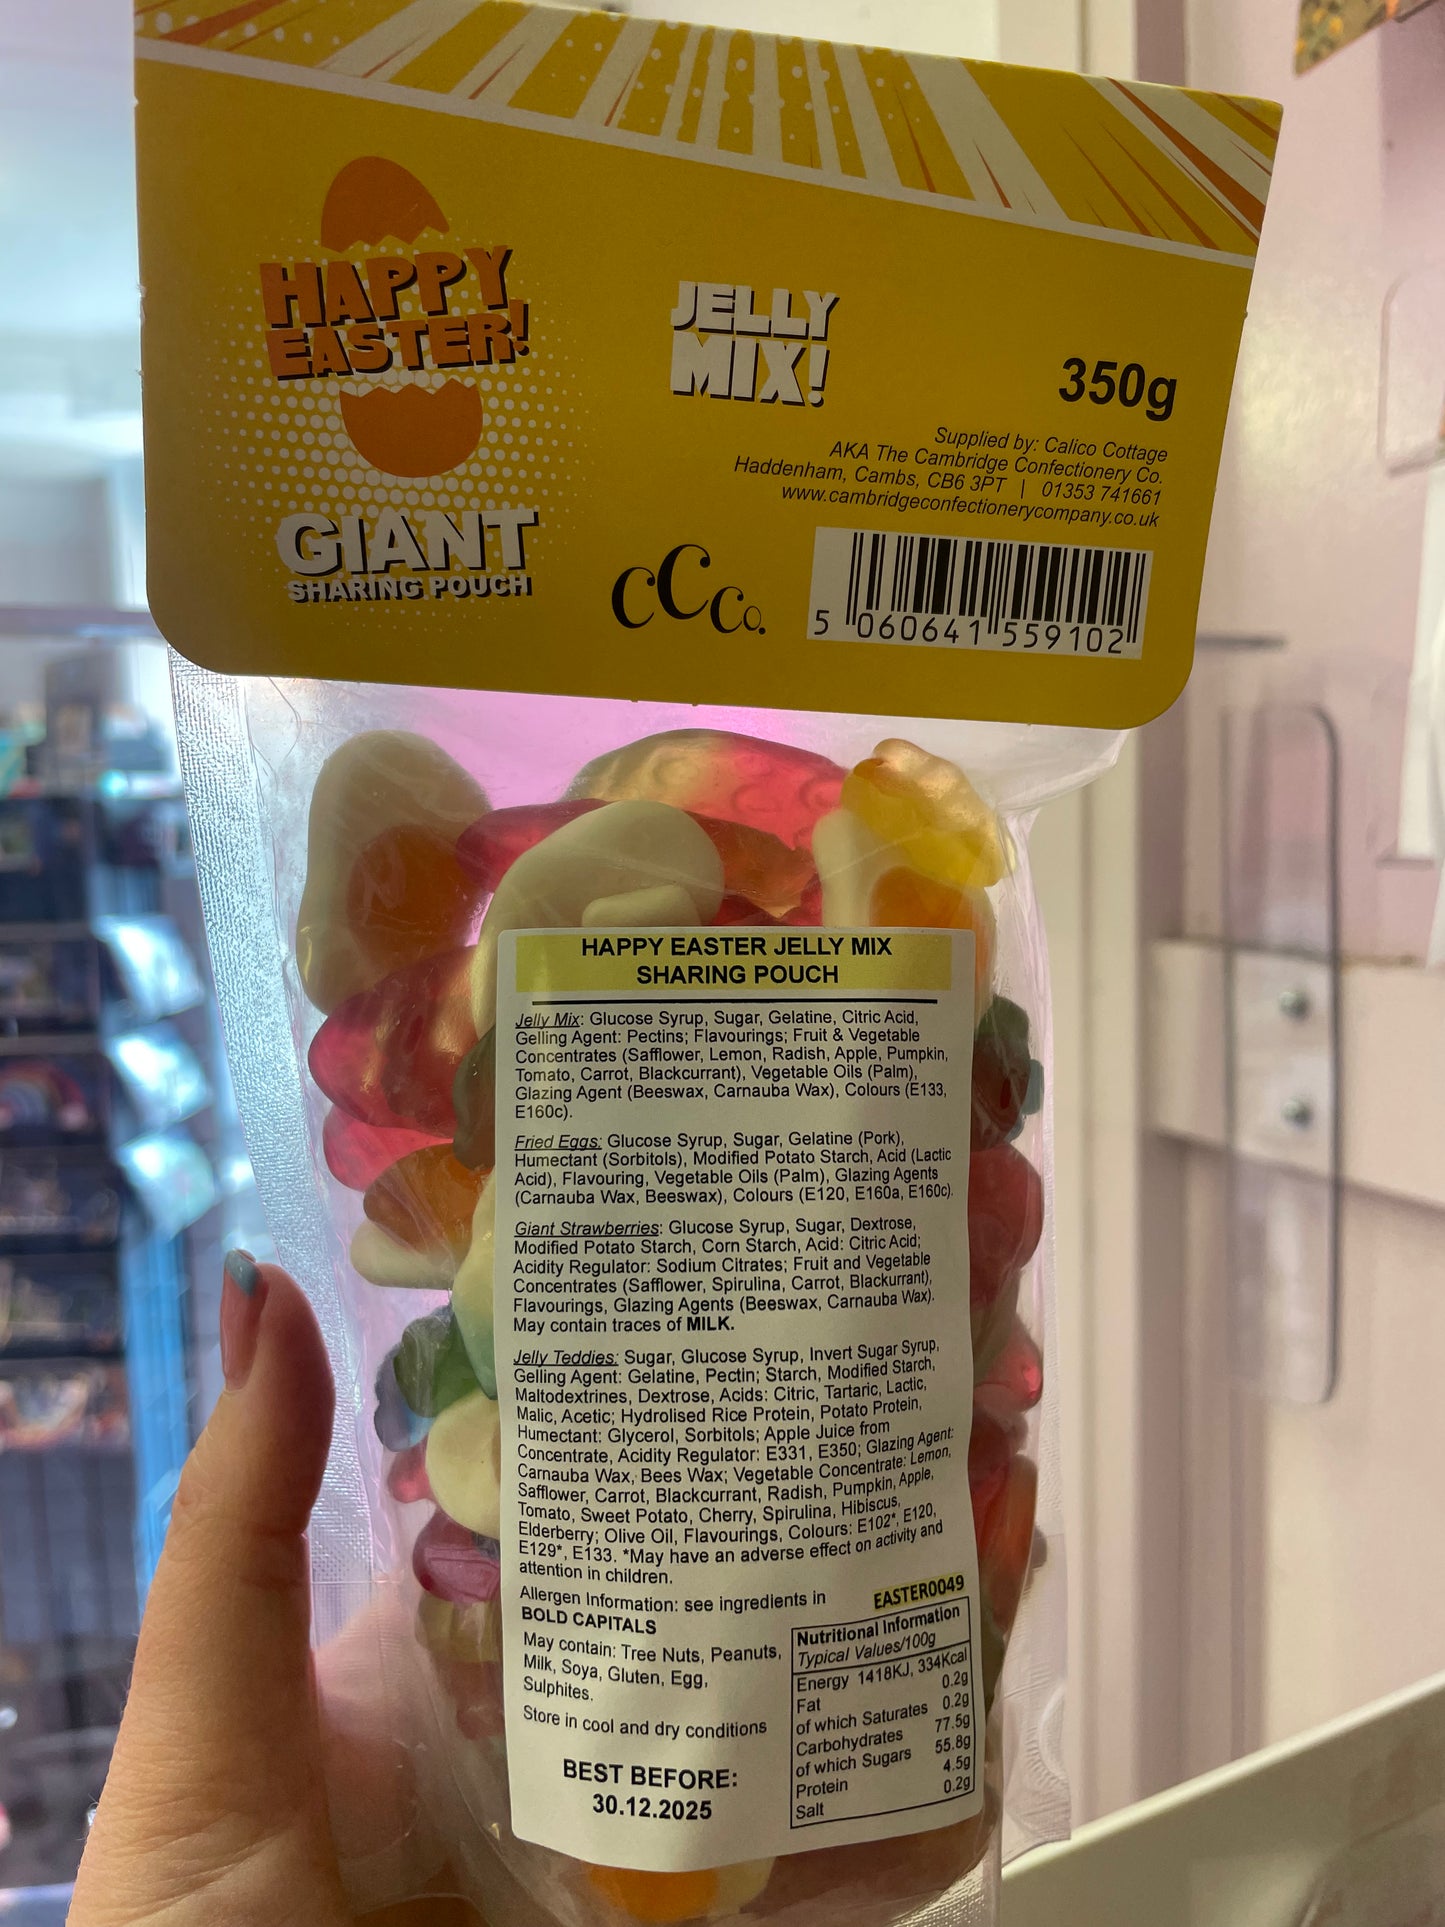 HAPPY
EASTER!
GIANT
SHARING POUCH
JELLY
MIX!
350g
Supplied by: Calico Cottage
AKA The Cambridge Confectionery Co.
Haddenham, Cambs, CB6 3PT | 01353 741661
www.cambridgeconfectionerycompany.co.uk
CCCo.
5 060641 559102
HAPPY EASTER JELLY MIX
SHARING POUCH
Jelly Mix: Glucose Syrup, Sugar, Gelatine, Citric Acid,
Gelling Agent: Pectins; Flavourings; Fruit & Vegetable
Concentrates (Safflower, Lemon, Radish, Apple, Pumpkin,
Tomato, Carrot, Blackcurrant), Vegetable Oils (Palm),
Glazing Agent (Beeswax, Carnauba Wax), Colours (E133,
E160c).
Fried Eggs: Glucose Syrup, Sugar, Gelatine (Pork),
Humectant (Sorbitols), Modified Potato Starch, Acid (Lactic
Acid), Flavouring, Vegetable Oils (Palm), Glazing Agents
(Carnauba Wax, Beeswax), Colours (E120, E160a, E160c).
Giant Strawberries: Glucose Syrup, Sugar, Dextrose,
Modified Potato Starch, Corn Starch, Acid: Citric Acid;
Acidity Regulator: Sodium Citrates; Fruit and Vegetable
Concentrates (Safflower, Spirulina, Carrot, Blackurrant),
Flavourings, Glazing Agents (Beeswax, Carnauba Wax).
May contain traces of MILK.
Jelly Teddies: Sugar, Glucose Syrup, Invert Sugar Syrup,
Gelling Agent: Gelatine, Pectin; Starch, Modified Starch,
Maltodextrines, Dextrose, Acids: Citric, Tartaric, Lactic,
Malic, Acetic; Hydrolised Rice Protein, Potato Protein,
Humectant: Glycerol, Sorbitols; Apple Juice from
Concentrate, Acidity Regulator: E331, E350; Glazing Agent:
Carnauba Wax, Bees Wax; Vegetable Concentrate: Lemon,
Safflower, Carrot, Blackcurrant, Radish, Pumpkin, Apple,
Tomato, Sweet Potato, Cherry, Spirulina, Hibiscus,
Elderberry; Olive Oil, Flavourings, Colours: E102*, E120,
E129*, E133. *May have an adverse effect on activity and
attention in children.
Allergen Information: see ingredients in
BOLD CAPITALS
May contain: Tree Nuts, Peanuts,
Milk, Soya, Gluten, Egg,
Sulphites.
Store in cool and dry conditions
BEST BEFORE:
30.12.2025
EASTER0049
Nutritional Information
Typical Values/100g
Energy 1418KJ, 334Kcal
Fat 0.2g
of which Saturates 0.2g
Carbohydrates 77.5g
of which Sugars 55.8g
Protein 4.5g
Salt 0.2g